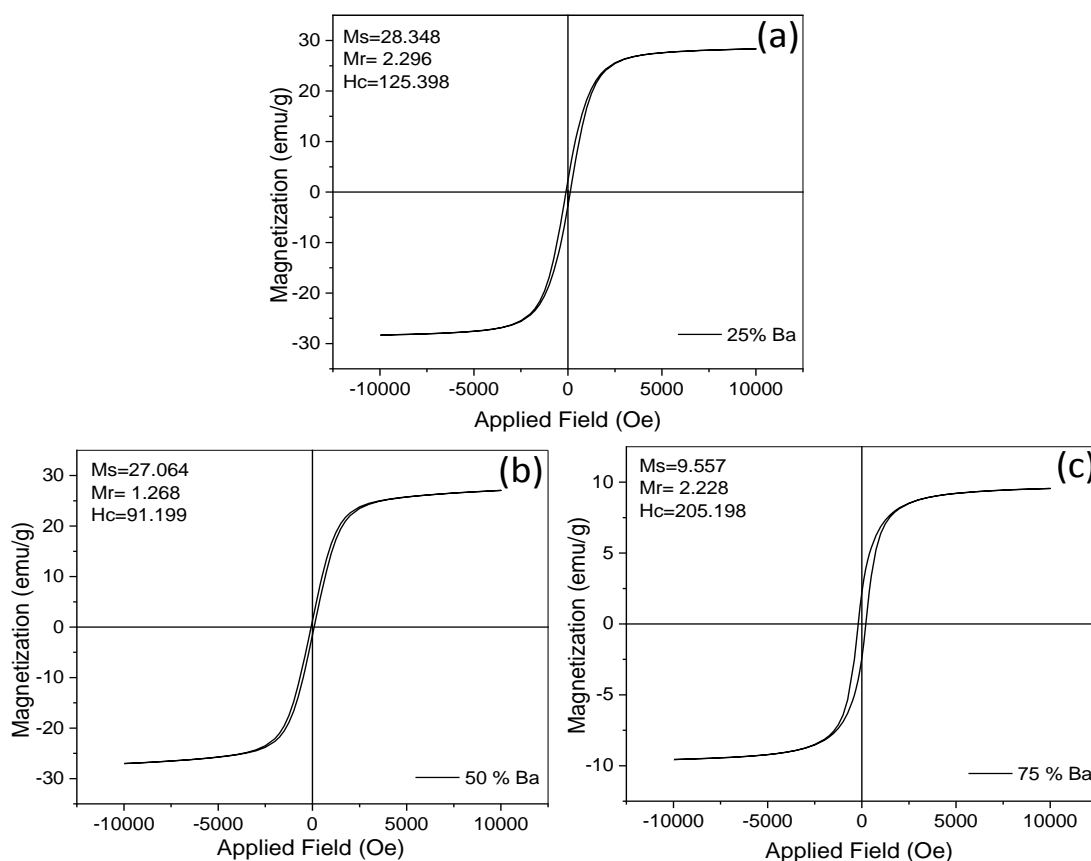 (a)
Ms=28.348
Mr= 2.296
Hc=125.398
Magnetization (emu/g)
30
20
10
0
-10
-20
-30
25% Ba
-10000 -5000 0 5000 10000
Applied Field (Oe)
(b)
Ms=27.064
Mr= 1.268
Hc=91.199
Magnetization (emu/g)
30
20
10
0
-10
-20
-30
50 % Ba
-10000 -5000 0 5000 10000
Applied Field (Oe)
(c)
Ms=9.557
Mr= 2.228
Hc=205.198
Magnetization (emu/g)
10
5
0
-5
-10
75 % Ba
-10000 -5000 0 5000 10000
Applied Field (Oe)